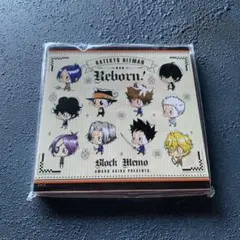 KATEKYO HITMAN
Reborn!
Block Memo
AMANO AKIRA PRESENTS